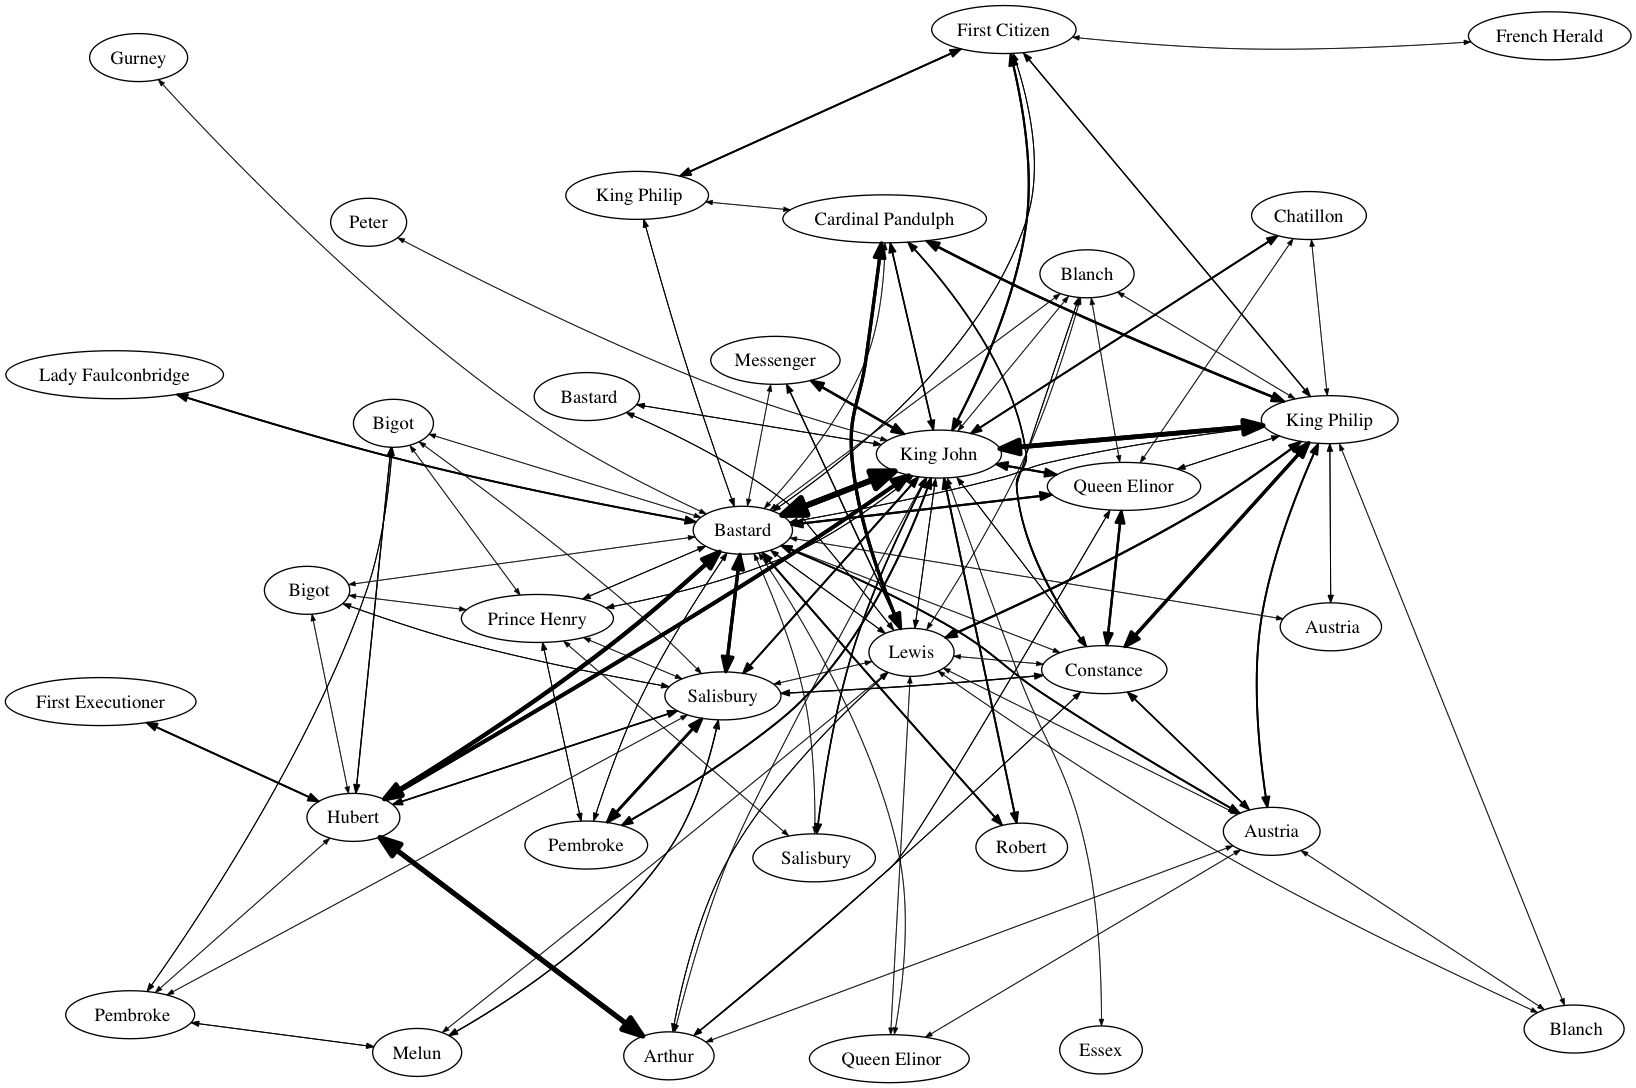 First Citizen
French Herald
Gurney
King Philip
Cardinal Pandulph
Chatillon
Peter
Blanch
Messenger
Lady Faulconbridge
Bastard
Bigot
King Philip
King John
Queen Elinor
Bastard
Bigot
Prince Henry
Austria
Lewis
Constance
First Executioner
Salisbury
Hubert
Pembroke
Salisbury
Robert
Austria
Pembroke
Melun
Arthur
Queen Elinor
Essex
Blanch